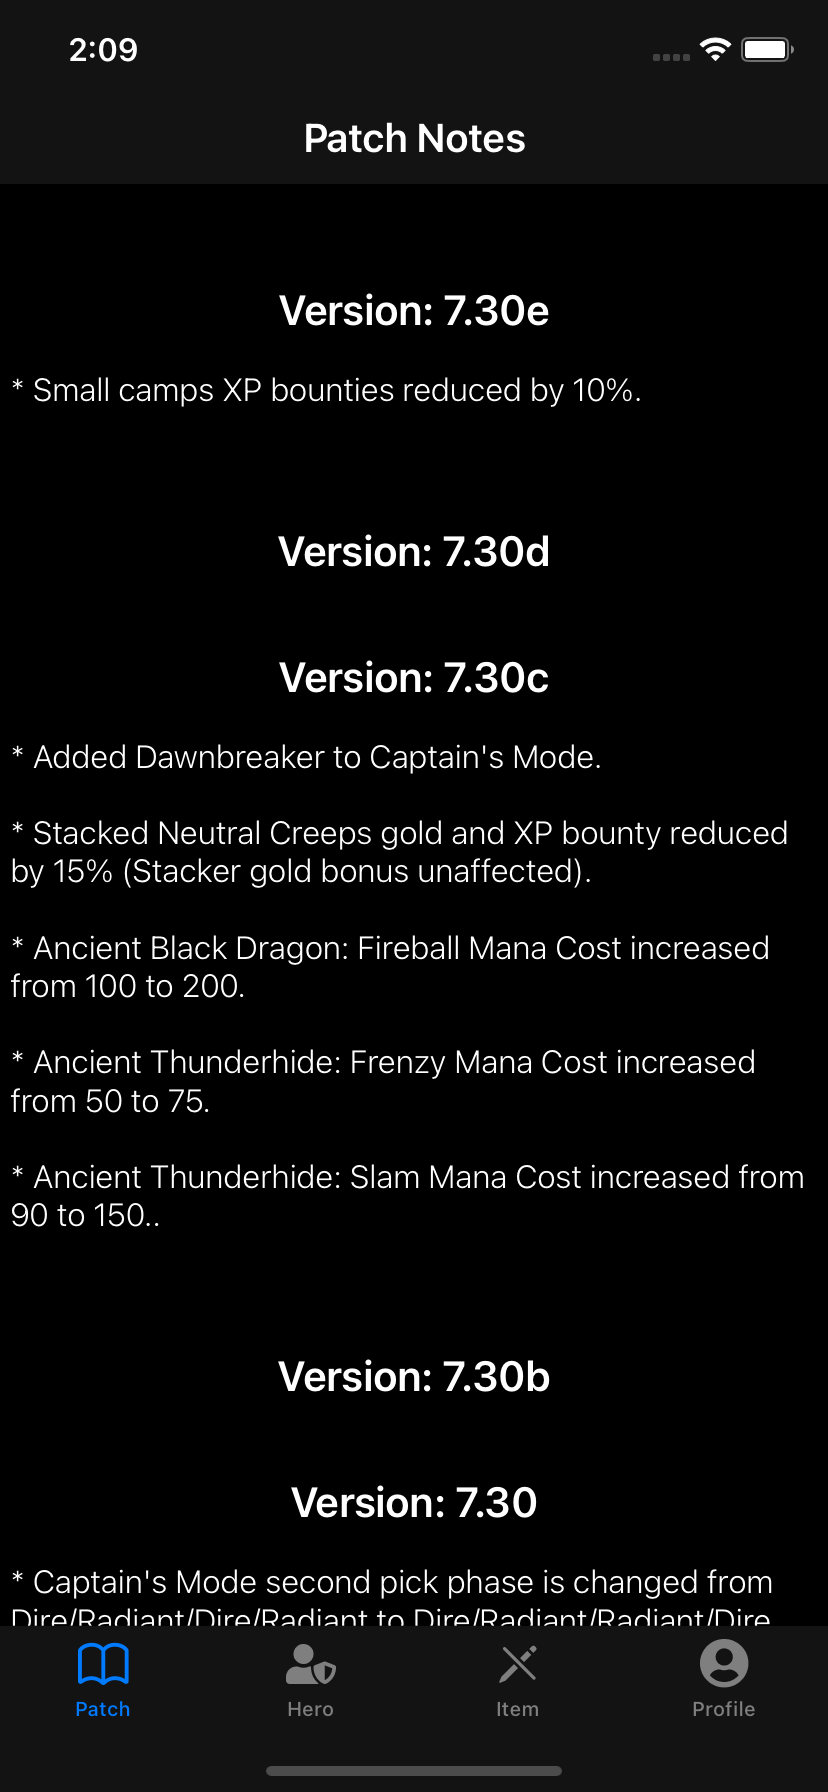 2:09
Patch Notes
Version: 7.30e
* Small camps XP bounties reduced by 10%.
Version: 7.30d
Version: 7.30c
* Added Dawnbreaker to Captain's Mode.
* Stacked Neutral Creeps gold and XP bounty reduced
by 15% (Stacker gold bonus unaffected).
* Ancient Black Dragon: Fireball Mana Cost increased
from 100 to 200.
* Ancient Thunderhide: Frenzy Mana Cost increased
from 50 to 75.
* Ancient Thunderhide: Slam Mana Cost increased from
90 to 150..
Version: 7.30b
Version: 7.30
* Captain's Mode second pick phase is changed from
Dire/Radiant/Dire/Radiant to Dire/Radiant/Radiant/Dire
Patch
Hero
Item
Profile